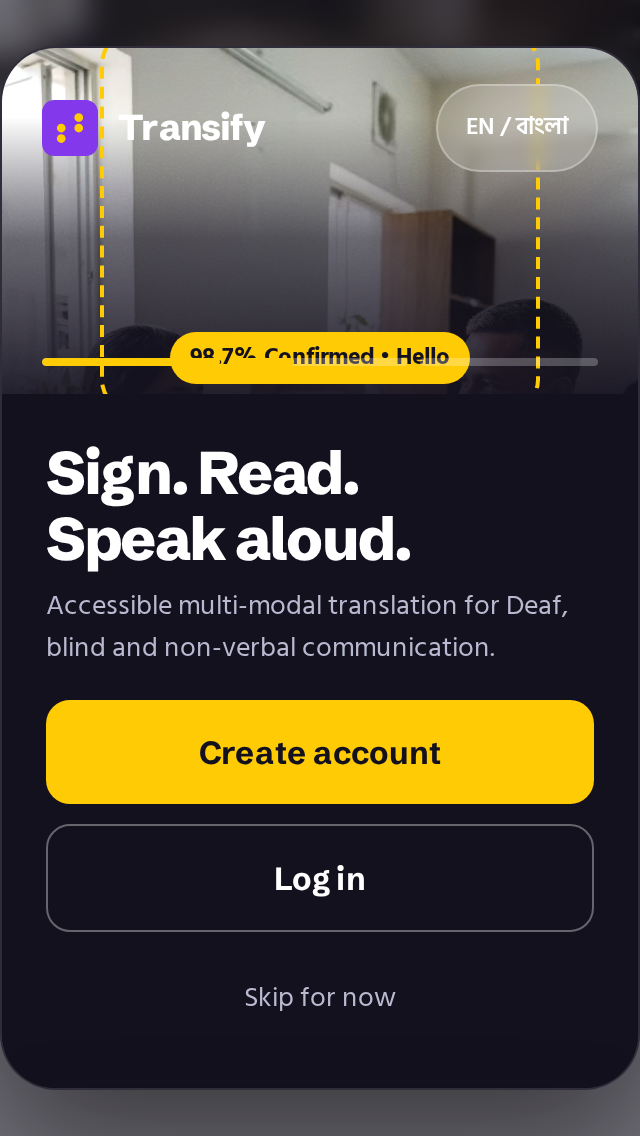 Transify
EN / বাংলা
98.7% Confirmed • Hello
Sign. Read.
Speak aloud.
Accessible multi-modal translation for Deaf,
blind and non-verbal communication.
Create account
Log in
Skip for now